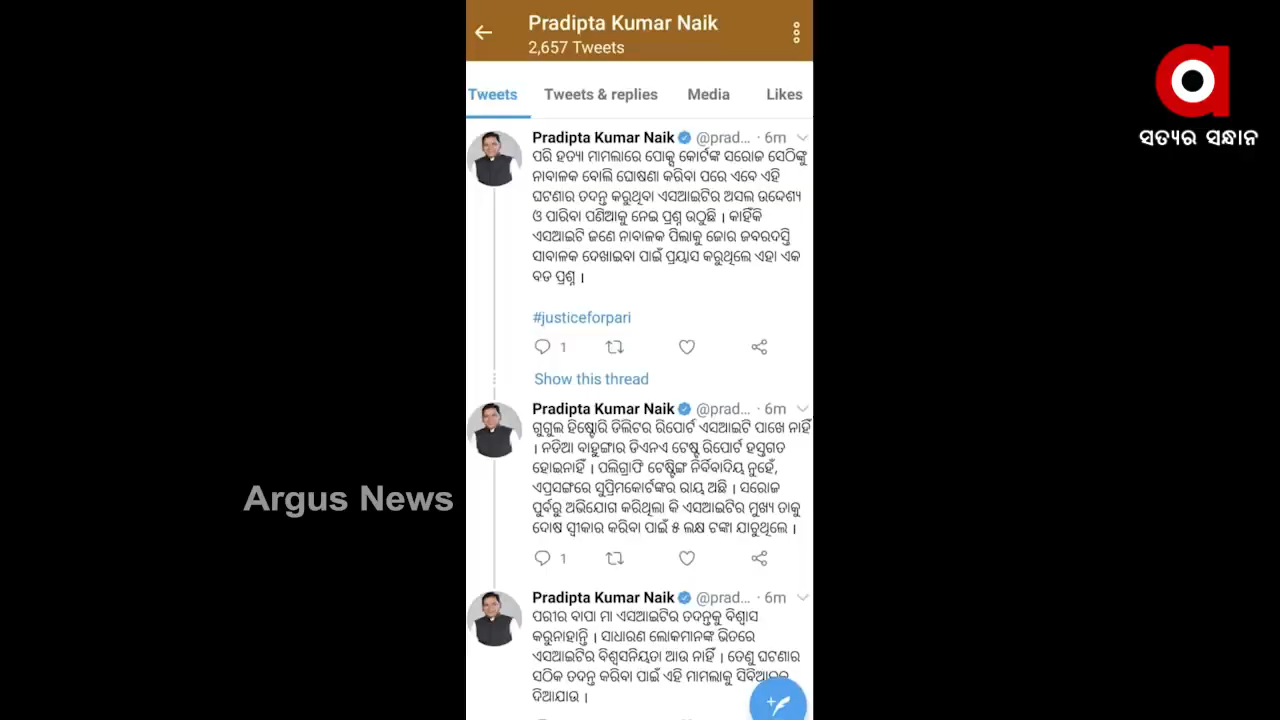 Pradipta Kumar Naik
2,657 Tweets
ସତ୍ୟର ସନ୍ଧାନ
Tweets Tweets & replies Media Likes
Pradipta Kumar Naik @prad... · 6m
ପରି ହତ୍ୟା ମାମଲାରେ ପୋକ୍ସ କୋର୍ଟଙ୍କ ସରୋଜ ସେଠିଙ୍କୁ
ନାବାଳକ ବୋଲି ଘୋଷଣା କରିବା ପରେ ଏବେ ଏହି
ଘଟଣାର ତଦନ୍ତ କରୁଥିବା ଏସଆଇଟିର ଅସଲ ଉଦ୍ଦେଶ୍ୟ
ଓ ପାରିବା ପଣିଆକୁ ନେଇ ପ୍ରଶ୍ନ ଉଠୁଛି । କାହିଁକି
ଏସଆଇଟି ଜଣେ ନାବାଳକ ପିଲାକୁ ଜୋର ଜବରଦସ୍ତି
ସାବାଳକ ଦେଖାଇବା ପାଇଁ ପ୍ରୟାସ କରୁଥିଲେ ଏହା ଏକ
ବଡ ପ୍ରଶ୍ନ ।
#justiceforpari
1
Show this thread
Pradipta Kumar Naik @prad... · 6m
ଗୁଗୁଲ ହିଷ୍ଟୋରି ଡିଲିଟର ରିପୋର୍ଟ ଏସଆଇଟି ପାଖେ ନାହିଁ
। ନଡିଆ ବାହୁଙ୍ଗାର ଡିଏନଏ ଟେଷ୍ଟ ରିପୋର୍ଟ ହସ୍ତଗତ
ହୋଇନାହିଁ । ପଲିଗ୍ରାଫି ଟେଷ୍ଟିଙ୍ଗ ନିର୍ବିବାଦିୟ ନୁହେଁ,
ଏପ୍ରସଙ୍ଗରେ ସୁପ୍ରିମକୋର୍ଟଙ୍କର ରାୟ ଅଛି । ସରୋଜ
ପୁର୍ବରୁ ଅଭିଯୋଗ କରିଥିଲା କି ଏସଆଇଟିର ମୁଖ୍ୟ ତାକୁ
ଦୋଷ ସ୍ଵୀକାର କରିବା ପାଇଁ ୫ ଲକ୍ଷ ଟଙ୍କା ଯାଚୁଥିଲେ ।
Argus News
1
Pradipta Kumar Naik @prad... · 6m
ପରୀର ବାପା ମା ଏସଆଇଟିର ତଦନ୍ତକୁ ବିଶ୍ଵାସ
କରୁନାହାନ୍ତି । ସାଧାରଣ ଲୋକମାନଙ୍କ ଭିତରେ
ଏସଆଇଟିର ବିଶ୍ଵସନିୟତା ଆଉ ନାହିଁ । ତେଣୁ ଘଟଣାର
ସଠିକ ତଦନ୍ତ କରିବା ପାଇଁ ଏହି ମାମଲାକୁ
ଦିଆଯାଉ ।